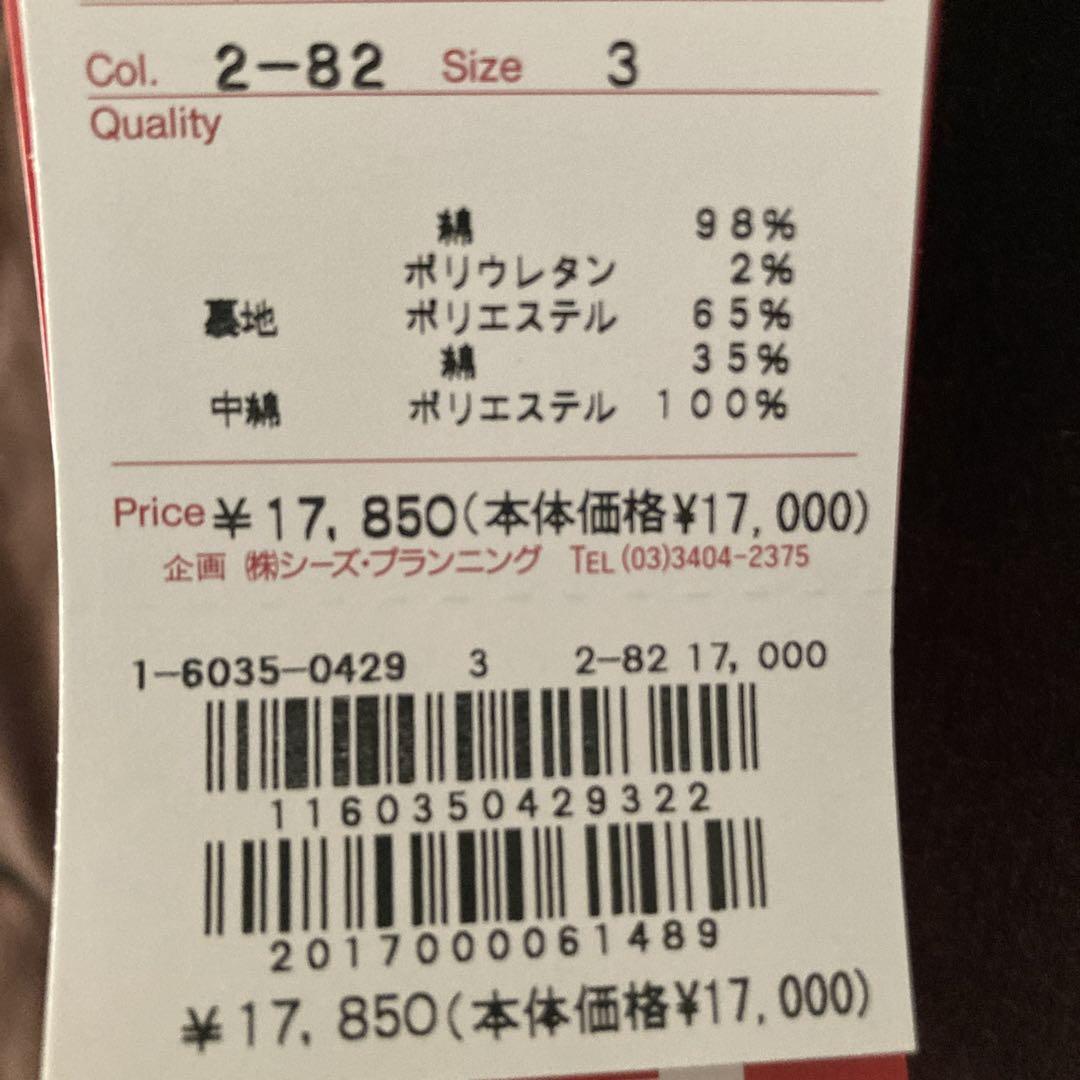 Col. 2-82 Size 3
Quality
綿 98%
ポリウレタン 2%
裏地 ポリエステル 65%
綿 35%
中綿 ポリエステル 100%
Price ¥17,850(本体価格¥17,000)
企画 ㈱シーズ・プランニング TEL (03)3404-2375
1-6035-0429 3 2-82 17,000
1160350429322
2017000061489
¥17,850(本体価格¥17,000)